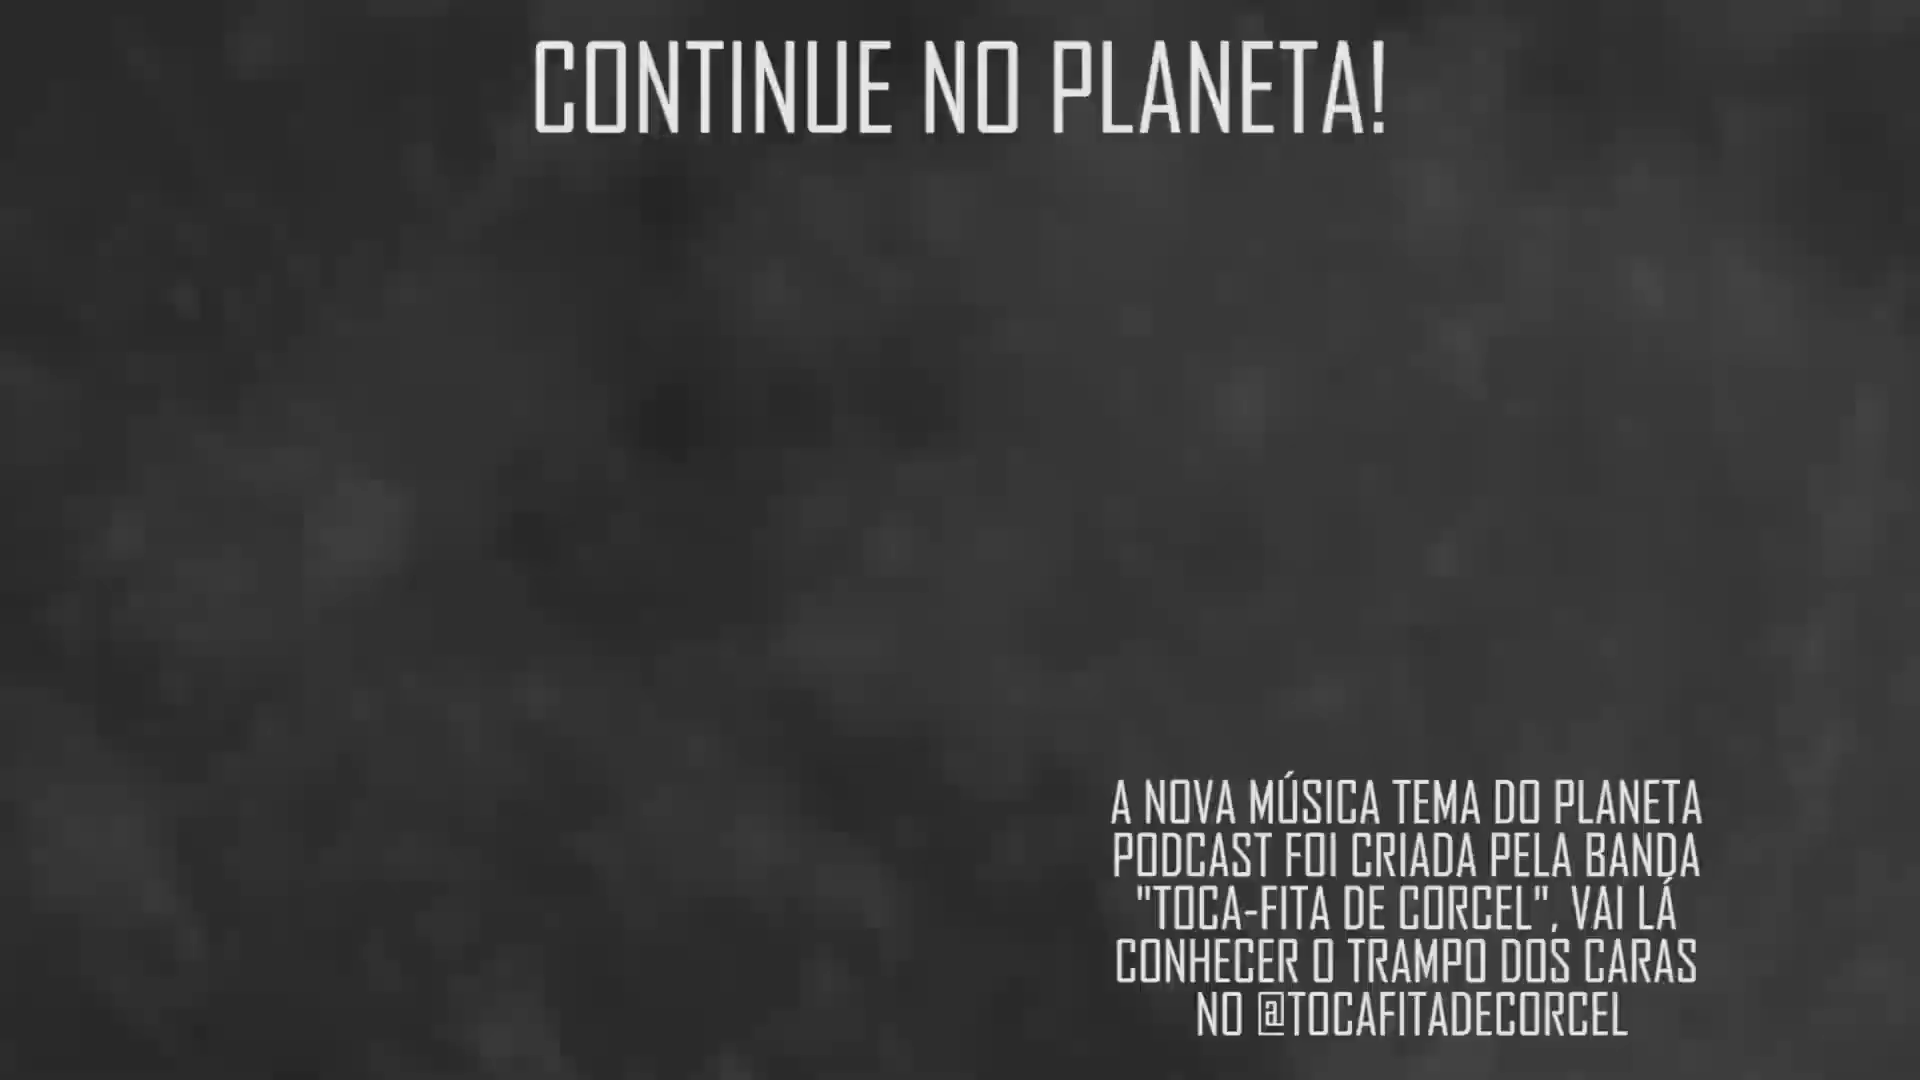 CONTINUE NO PLANETA!
A NOVA MÚSICA TEMA DO PLANETA
PODCAST FOI CRIADA PELA BANDA
"TOCA-FITA DE CORCEL", VAI LÁ
CONHECER O TRAMPO DOS CARAS
NO @TOCAFITADECORCEL